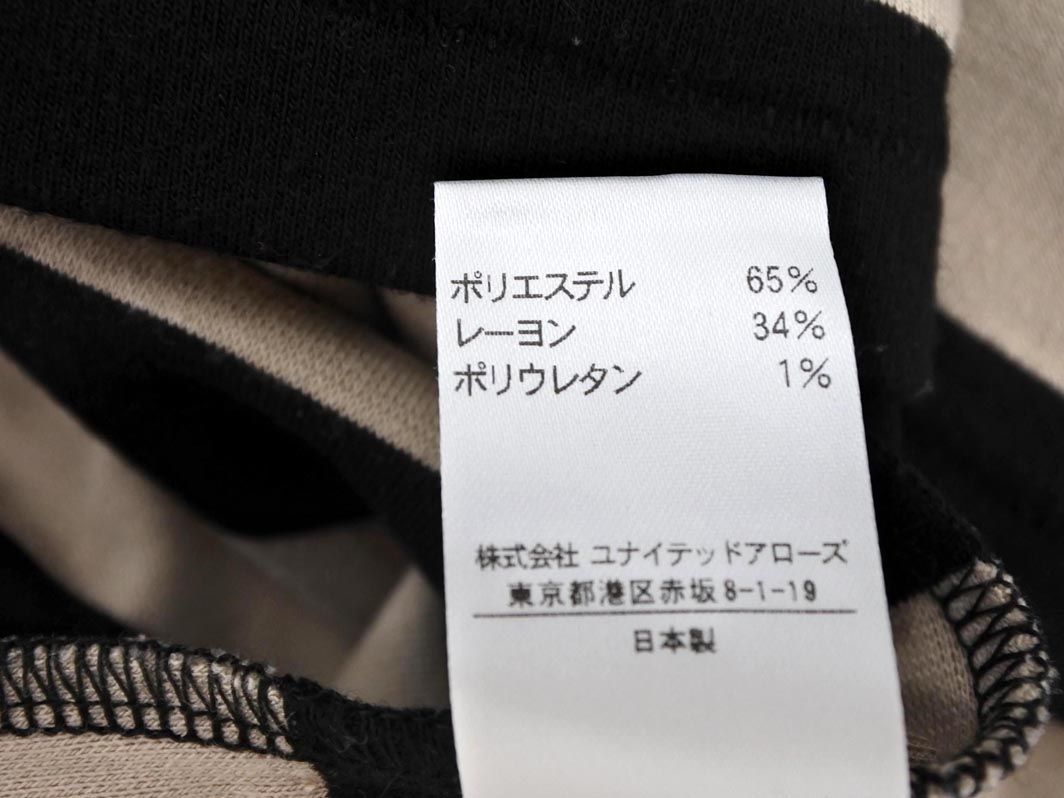 ポリエステル 65%
レーヨン 34%
ポリウレタン 1%
株式会社 ユナイテッドアローズ
東京都港区赤坂8-1-19
日本製